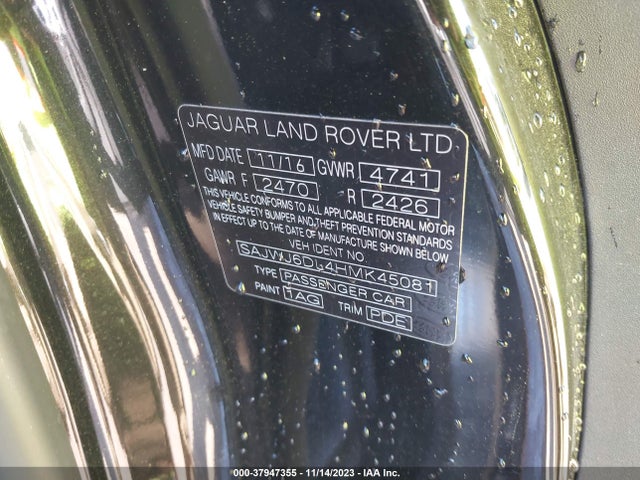 JAGUAR LAND ROVER LTD
MFD DATE 11/16 GVWR 4741
GAWR F 2470 R 2426
THIS VEHICLE CONFORMS TO ALL APPLICABLE FEDERAL MOTOR
VEHICLE SAFETY BUMPER AND THEFT PREVENTION STANDARDS
IN EFFECT UP TO THE DATE OF MANUFACTURE SHOWN BELOW
VEH IDENT NO.
SAJWJ6DL4HMK45081
TYPE PASSENGER CAR
PAINT 1AG TRIM PDE
000-37947355 - 11/14/2023 - IAA Inc.